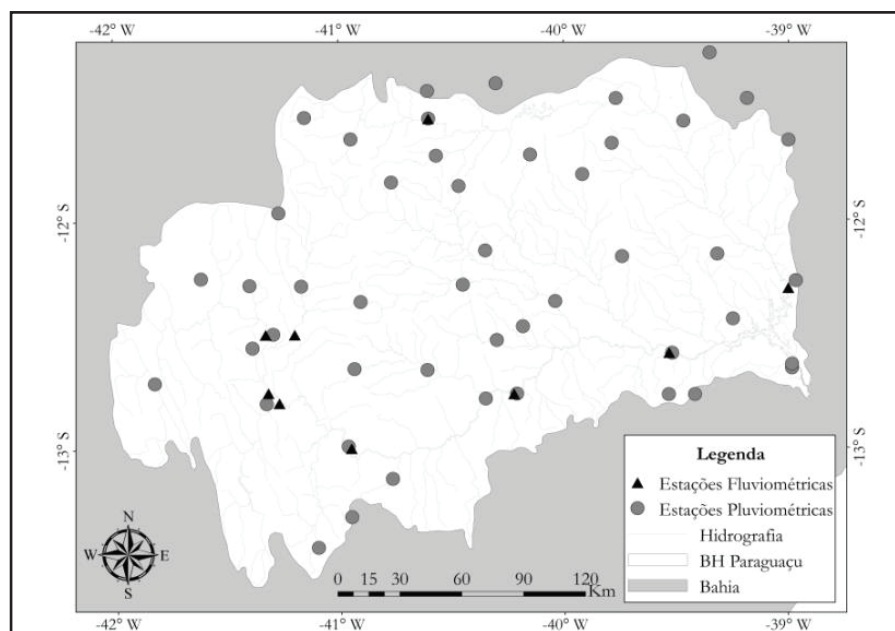 -42° W -41° W -40° W -39° W
-12° S -12° S
-13° S -13° S
Legenda
Estações Fluviométricas
Estações Pluviométricas
Hidrografia
BH Paraguaçu
Bahia
N
W E
S
0 15 30 60 90 120
Km
-42° W -41° W -40° W -39° W